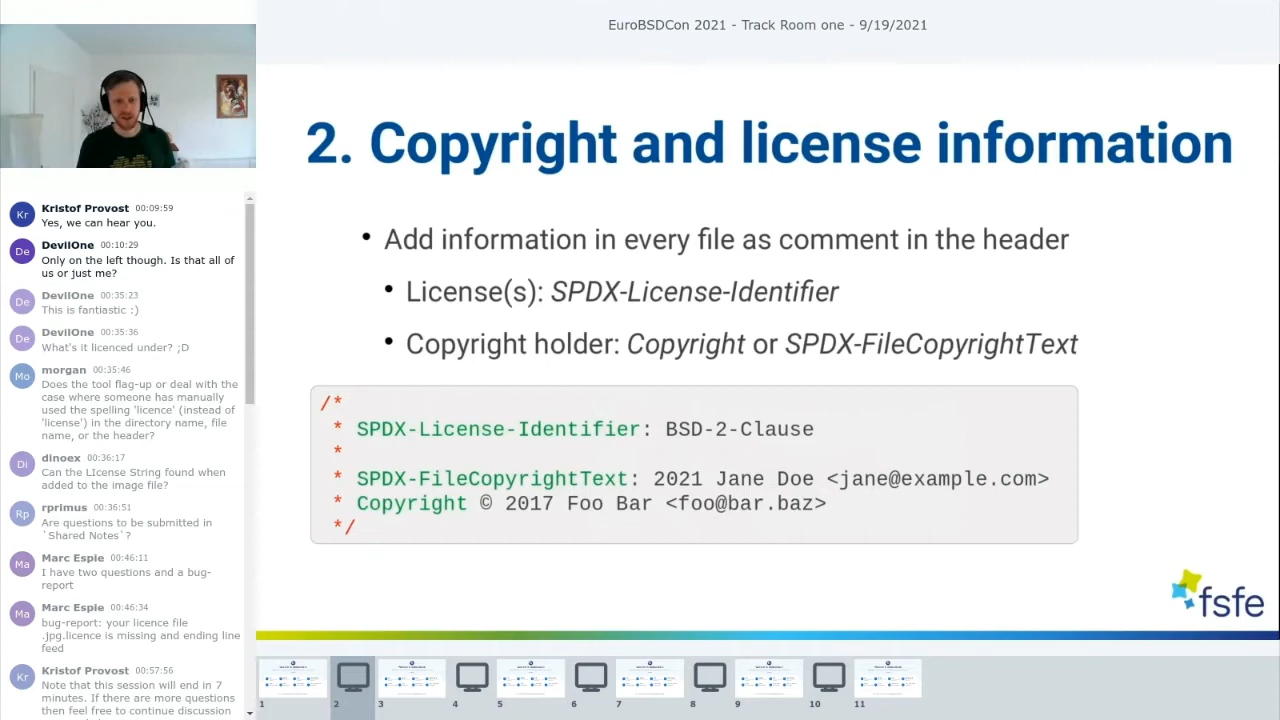 EuroBSDCon 2021 - Track Room one - 9/19/2021
Kr
Kristof Provost 00:09:59
Yes, we can hear you.
De
DevilOne 00:10:29
Only on the left though. Is that all of
us or just me?
De
DevilOne 00:35:23
This is fantiastic :)
De
DevilOne 00:35:36
What's it licenced under? ;D
Mo
morgan 00:35:46
Does the tool flag-up or deal with the
case where someone has manually
used the spelling 'licence' (instead of
'license') in the directory name, file
name, or the header?
Di
dinoex 00:36:17
Can the LIcense String found when
added to the image file?
Rp
rprimus 00:36:51
Are questions to be submitted in
`Shared Notes`?
Ma
Marc Espie 00:46:11
I have two questions and a bug-
report
Ma
Marc Espie 00:46:34
bug-report: your licence file
.jpg.licence is missing and ending line
feed
Kr
Kristof Provost 00:57:56
Note that this session will end in 7
minutes. If there are more questions
then feel free to continue discussion
2. Copyright and license information
• Add information in every file as comment in the header
• License(s): SPDX-License-Identifier
• Copyright holder: Copyright or SPDX-FileCopyrightText
/*
* SPDX-License-Identifier: BSD-2-Clause
*
* SPDX-FileCopyrightText: 2021 Jane Doe <jane@example.com>
* Copyright © 2017 Foo Bar <foo@bar.baz>
*/
fsfe
1 2 3 4 5 6 7 8 9 10 11